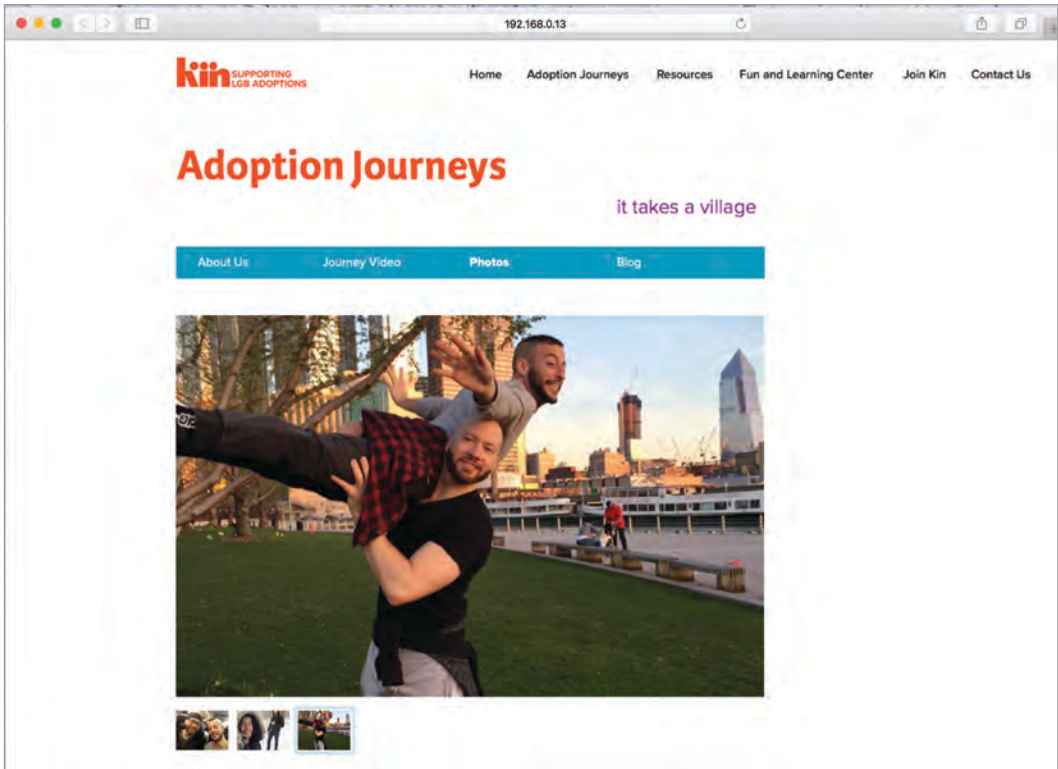 192.168.0.13
kiin SUPPORTING
LGB ADOPTIONS
Home Adoption Journeys Resources Fun and Learning Center Join Kin Contact Us
Adoption Journeys
it takes a village
About Us Journey Video Photos Blog